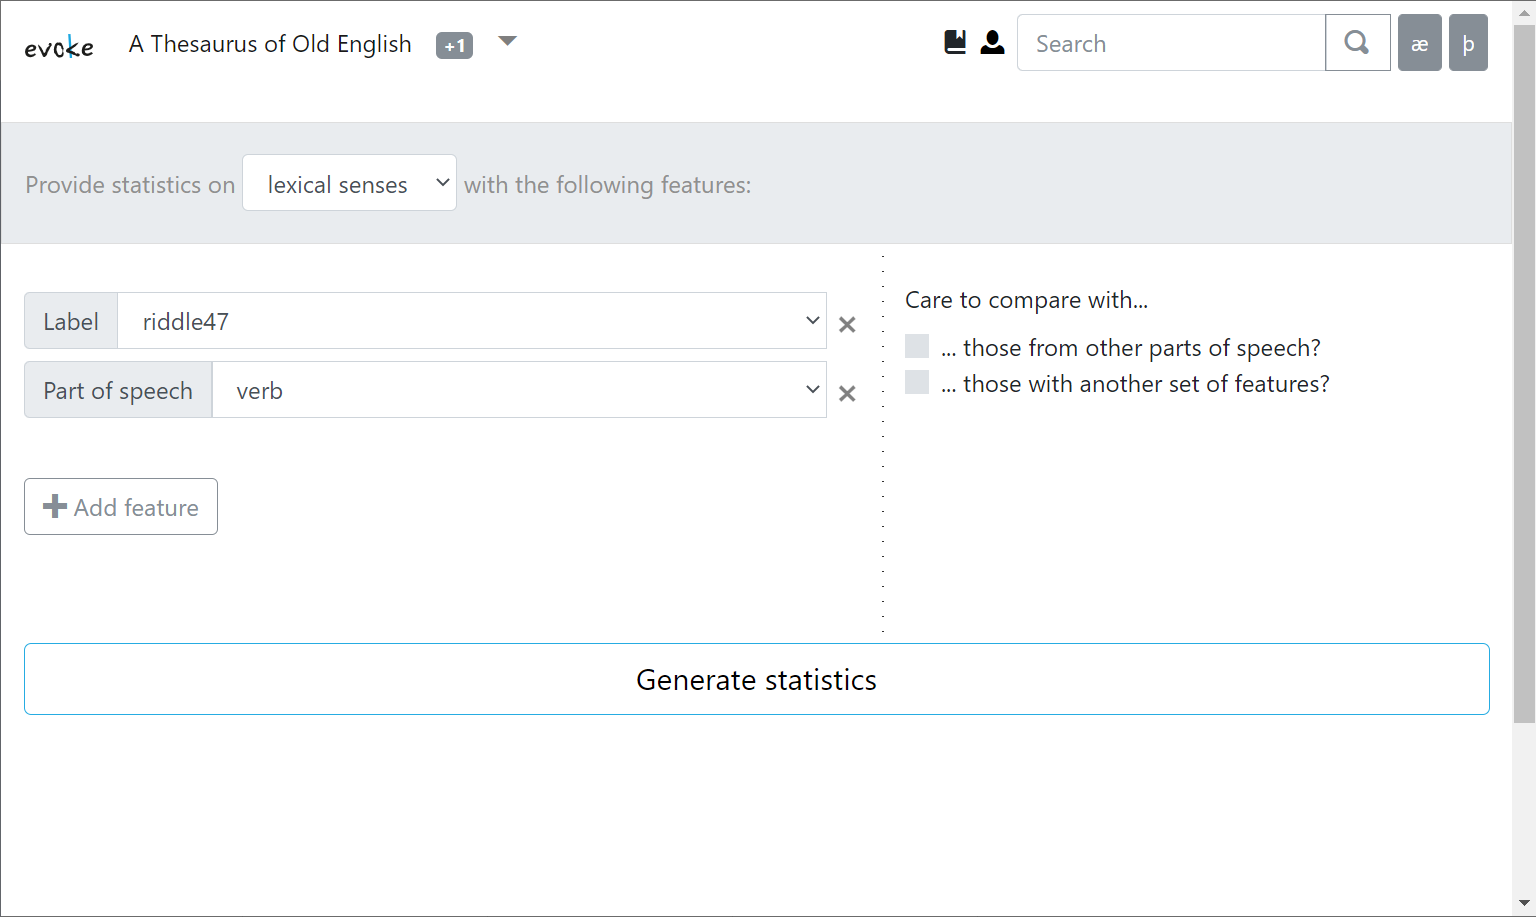 evoke A Thesaurus of Old English +1 Search æ þ
Provide statistics on lexical senses with the following features:
Label riddle47
Part of speech verb
Add feature
Care to compare with...
... those from other parts of speech?
... those with another set of features?
Generate statistics